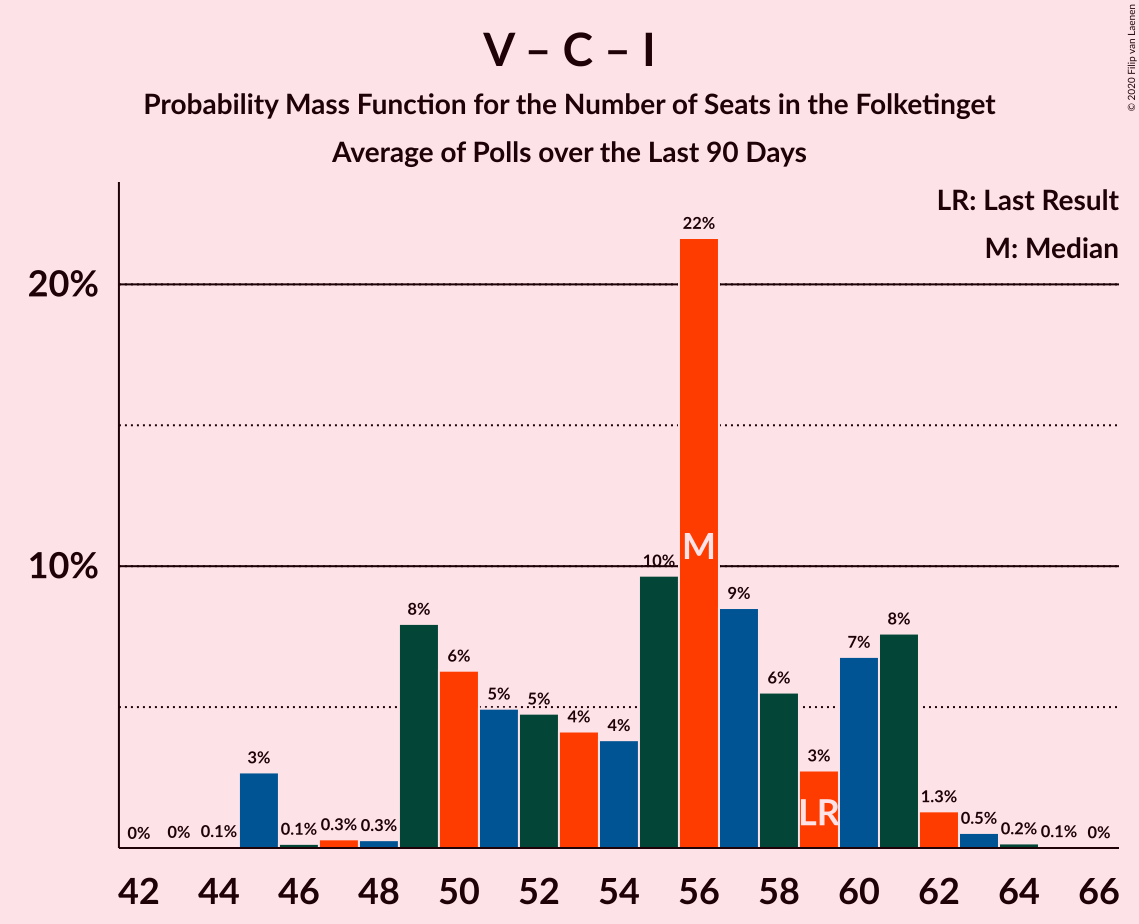 V – C – I
Probability Mass Function for the Number of Seats in the Folketinget
Average of Polls over the Last 90 Days
© 2020 Filip van Laenen
LR: Last Result
M: Median
20%
10%
0% 0% 0.1% 3% 0.1% 0.3% 0.3% 8% 6% 5% 5% 4% 4% 10% 22% 9% 6% 3% 7% 8% 1.3% 0.5% 0.2% 0.1% 0%
M
LR
42 44 46 48 50 52 54 56 58 60 62 64 66